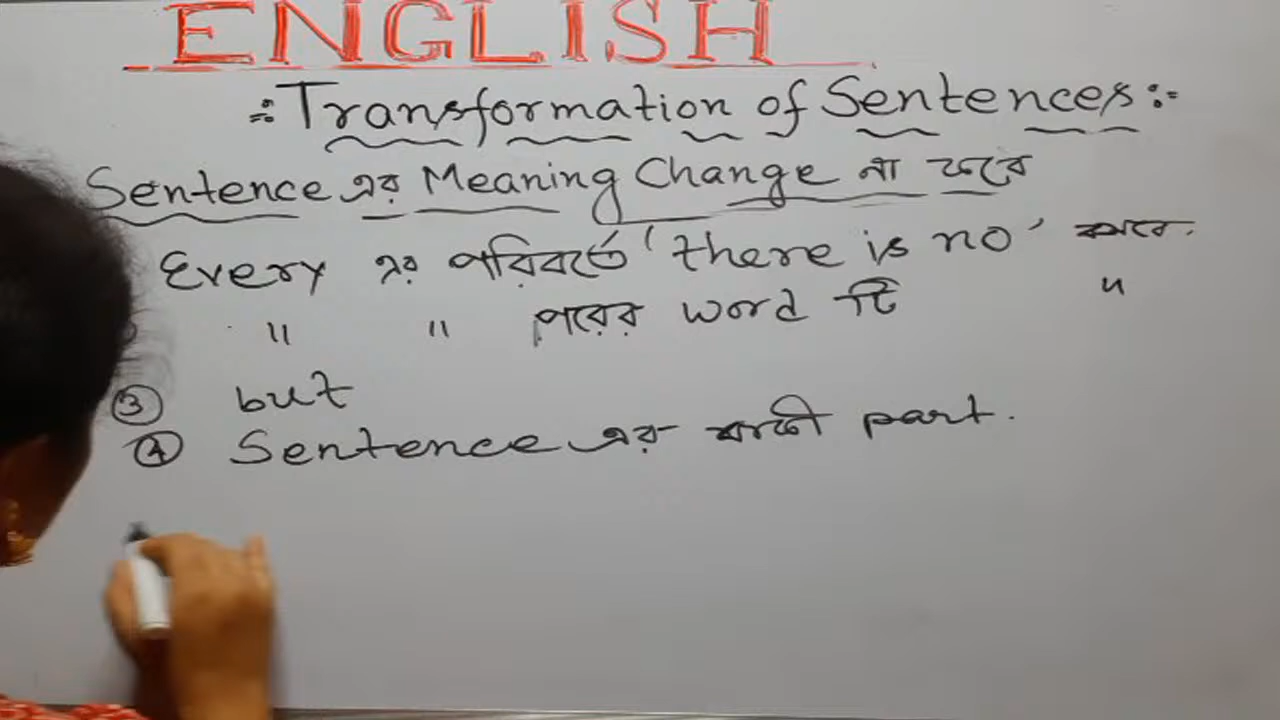 ENGLISH
:Transformation of Sentences:-
Sentence এর Meaning Change না করে
Every এর পরিবর্তে 'there is no' বসবে.
" " পরের word টি "
③ but
④ Sentence এর বাকী part.